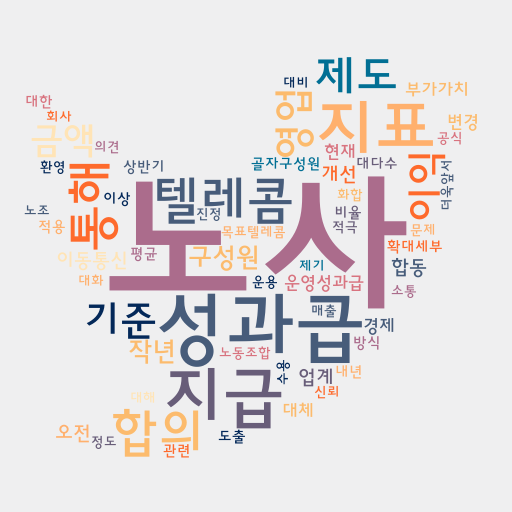 대비
제도
부가가치
대한
회사
영업
지표
변경
금액
의견
현재
공식
환영
상반기
골자구성원
개선
대다수
이익
더욱앞서
통해
이상
텔레콤
노사
화합
노조
진정
비율
적용
목표텔레콤
적극
문제
이동통신
평균
구성원
확대세부
대화
제기
합동
운용
운영성과급
소통
기준
성과급
매출
경제
작년
노동조합
방식
지급
업계
내년
신뢰
합의
대체
오전
정도
도출
관련